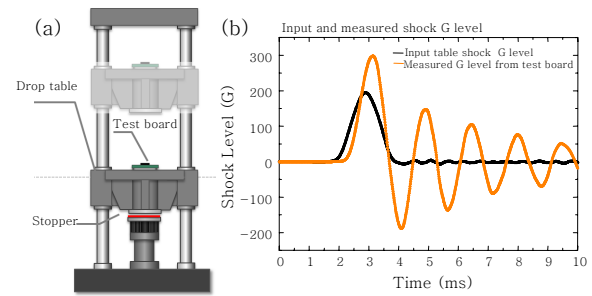 (a)
Drop table
Test board
Stopper
(b)
Input and measured shock G level
Input table shock G level
Measured G level from test board
Shock Level (G)
300
200
100
0
−100
−200
0 1 2 3 4 5 6 7 8 9 10
Time (ms)